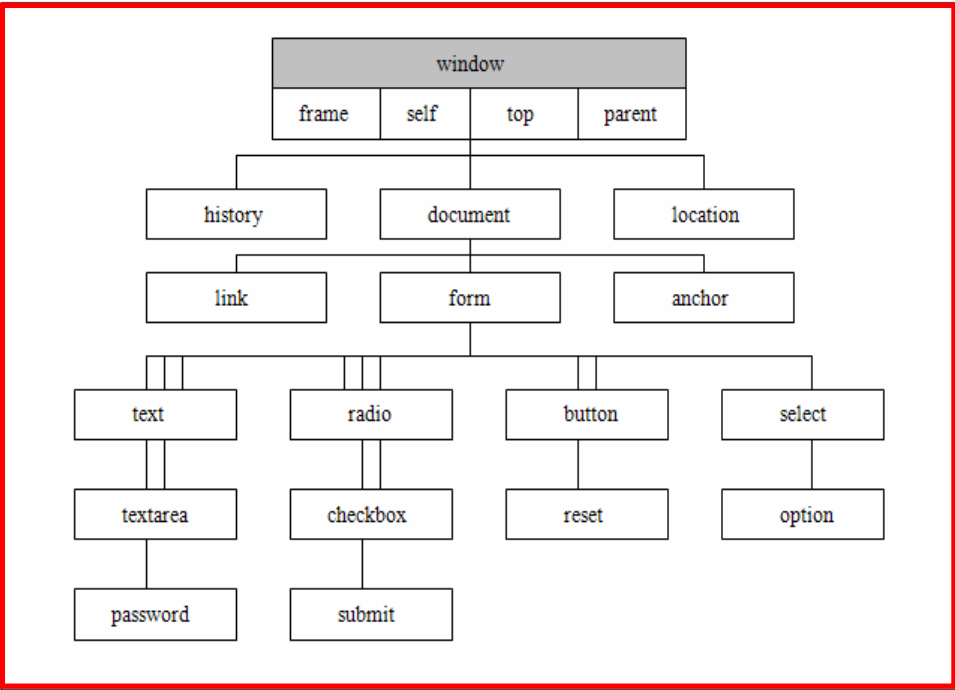 window
frame self top parent
history document location
link form anchor
text radio button select
textarea checkbox reset option
password submit